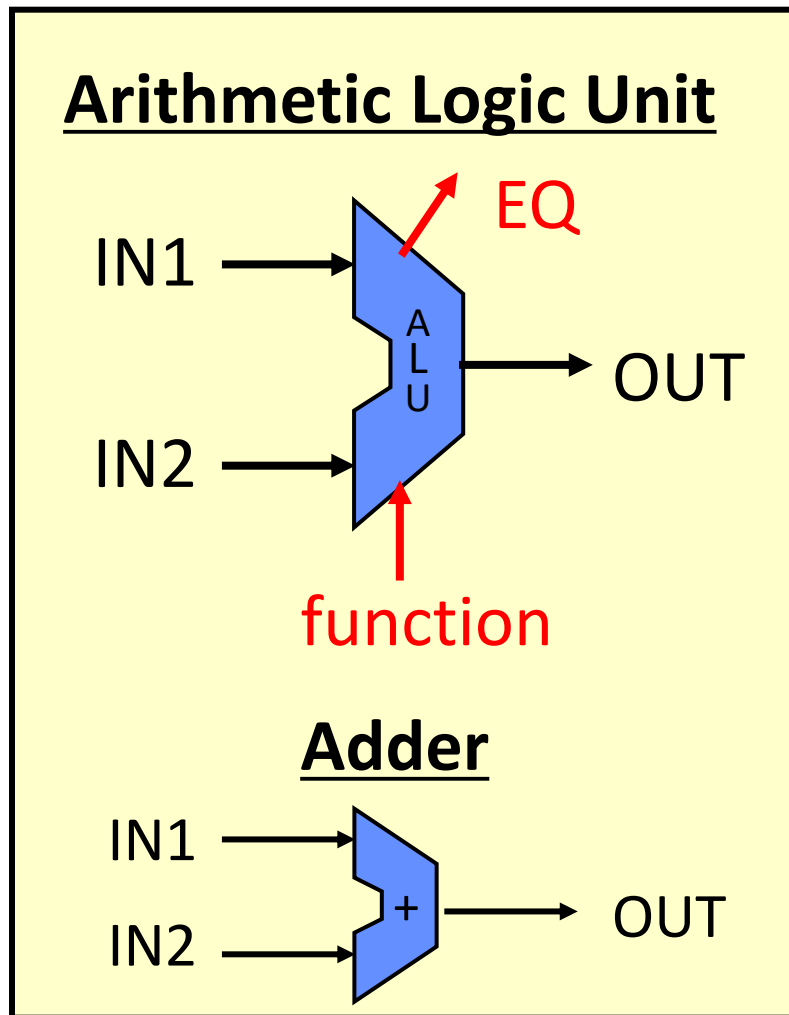 Arithmetic Logic Unit
EQ
IN1
A
L
U
OUT
IN2
function
Adder
IN1
+
OUT
IN2